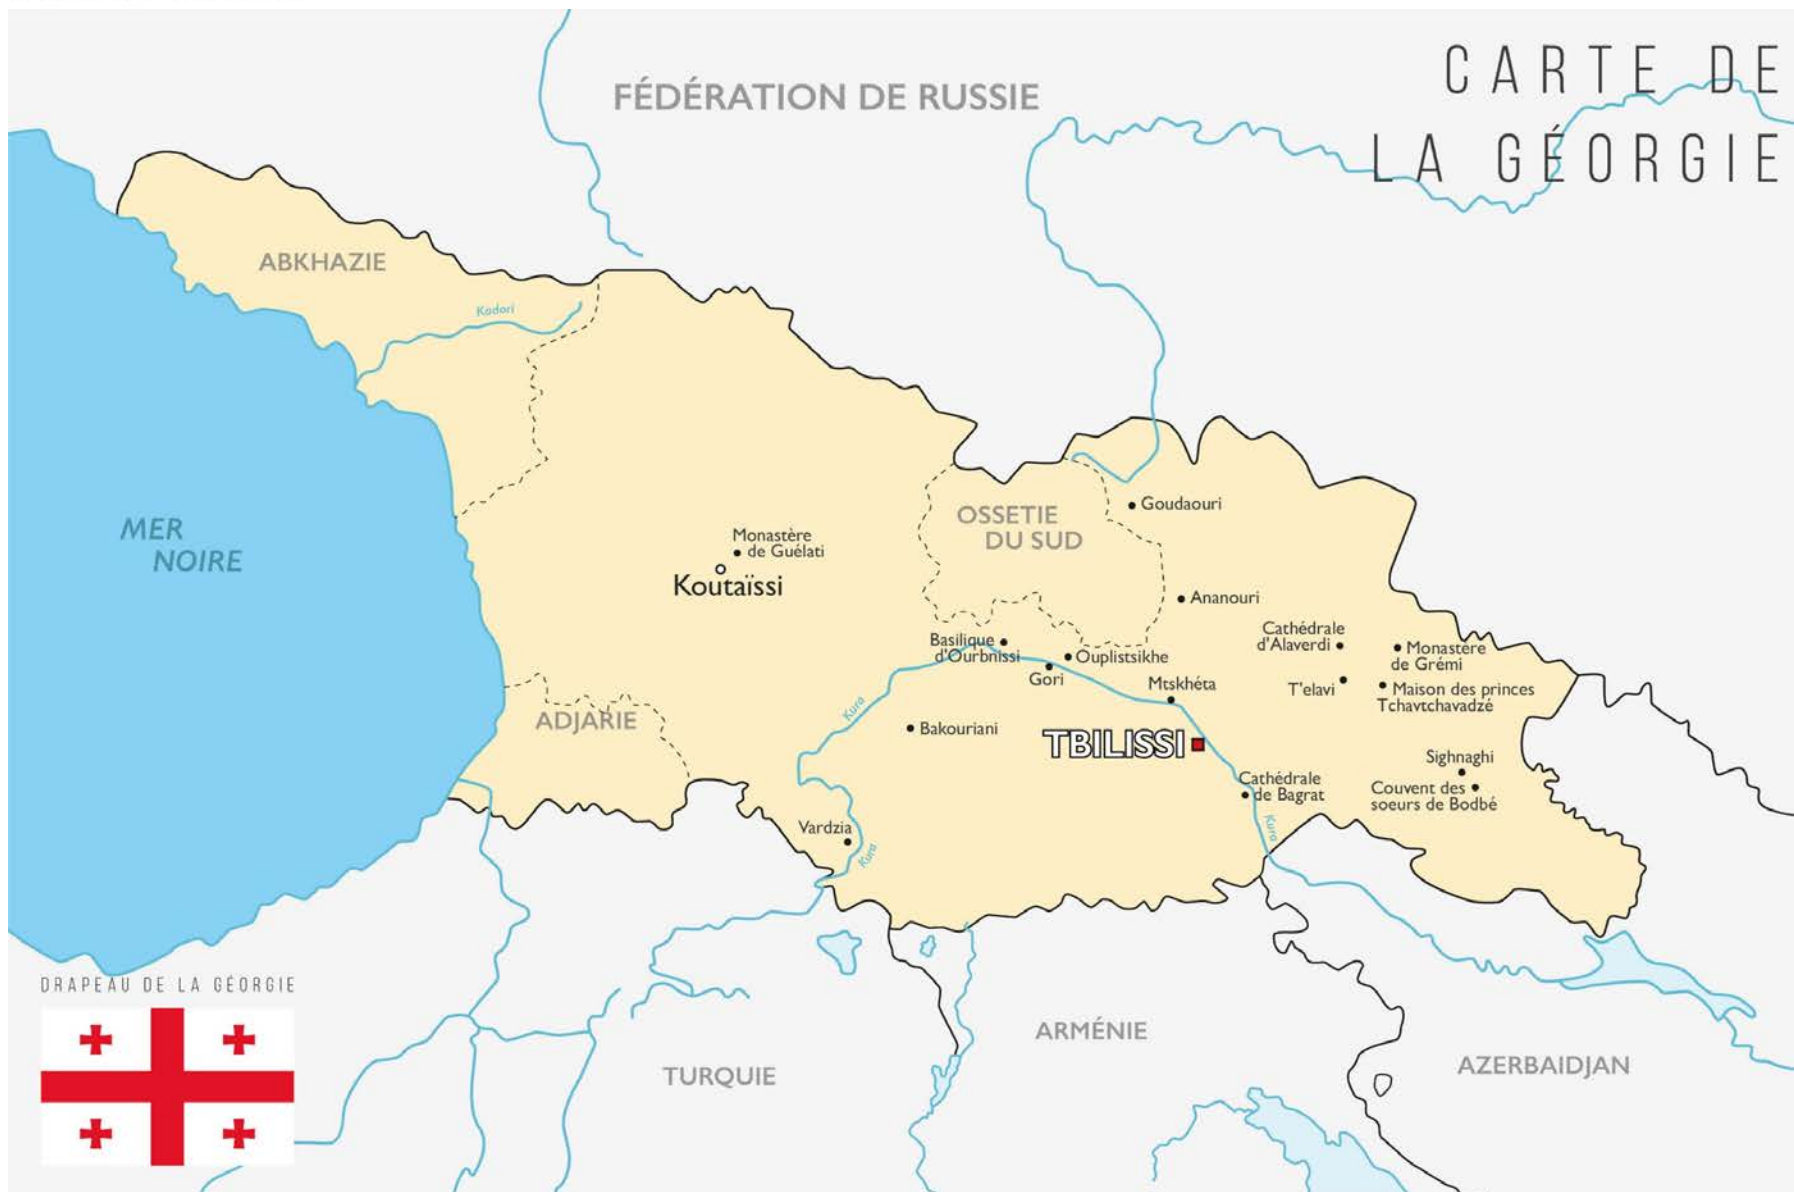 CARTE DE
LA GÉORGIE
FÉDÉRATION DE RUSSIE
ABKHAZIE
Kodori
MER
NOIRE
OSSETIE
DU SUD
Goudaouri
Monastère
de Guélati
Koutaïssi
Ananouri
Basilique
d'Ourbnissi
Ouplistsikhe
Gori
Mtskhéta
Cathédrale
d'Alaverdi
Monastère
de Grémi
T'elavi
Maison des princes
Tchavtchavadzé
ADJARIE
Kura
Bakouriani
TBILISSI
Sighnaghi
Couvent des
soeurs de Bodbé
Cathédrale
de Bagrat
Kura
Vardzia
Kura
DRAPEAU DE LA GÉORGIE
TURQUIE
ARMÉNIE
AZERBAIDJAN